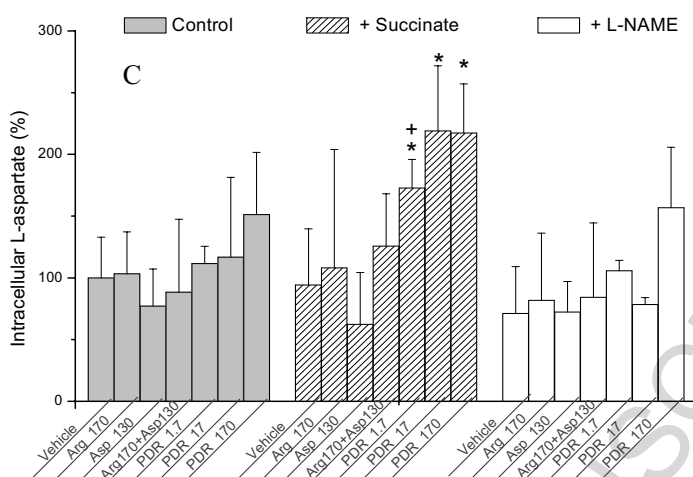 300
Control
+ Succinate
+ L-NAME
C
Intracellular L-aspartate (%)
+
*
*
*
200
100
0
Vehicle
Arg 170
Asp 130
Arg170+Asp130
PDR 1.7
PDR 17
PDR 170
Vehicle
Arg 170
Asp 130
Arg170+Asp130
PDR 1.7
PDR 17
PDR 170
Vehicle
Arg 170
Asp 130
Arg170+Asp130
PDR 1.7
PDR 17
PDR 170